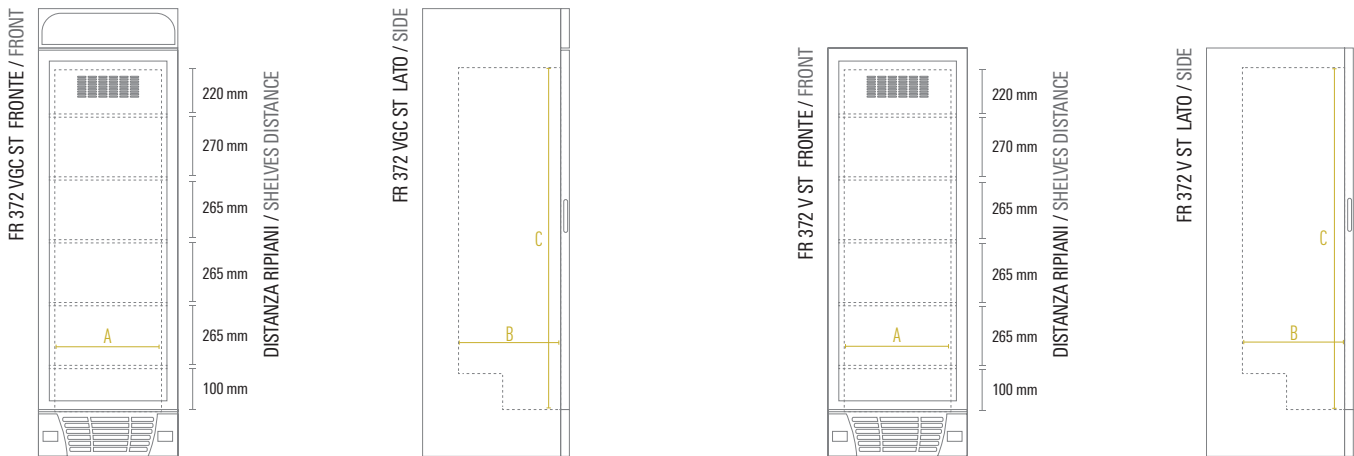 FR 372 VGC ST FRONTE / FRONT
220 mm
270 mm
265 mm
265 mm
265 mm
100 mm
A
DISTANZA RIPIANI / SHELVES DISTANCE
FR 372 VGC ST LATO / SIDE
C
B
FR 372 V ST FRONTE / FRONT
220 mm
270 mm
265 mm
265 mm
265 mm
100 mm
A
DISTANZA RIPIANI / SHELVES DISTANCE
FR 372 V ST LATO / SIDE
C
B